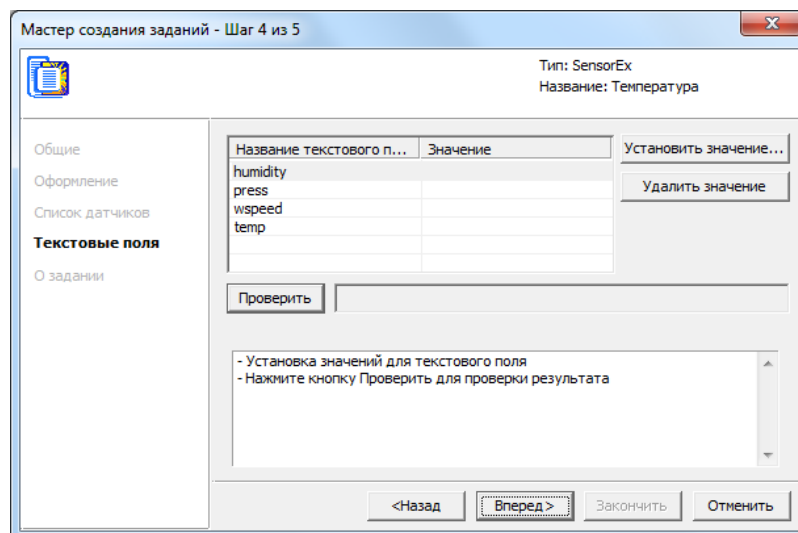 Мастер создания заданий - Шаг 4 из 5
Тип: SensorEx
Название: Температура
Общие
Оформление
Список датчиков
Текстовые поля
О задании
Название текстового п... Значение
humidity
press
wspeed
temp
Установить значение...
Удалить значение
Проверить
- Установка значений для текстового поля
- Нажмите кнопку Проверить для проверки результата
<Назад Вперед> Закончить Отменить